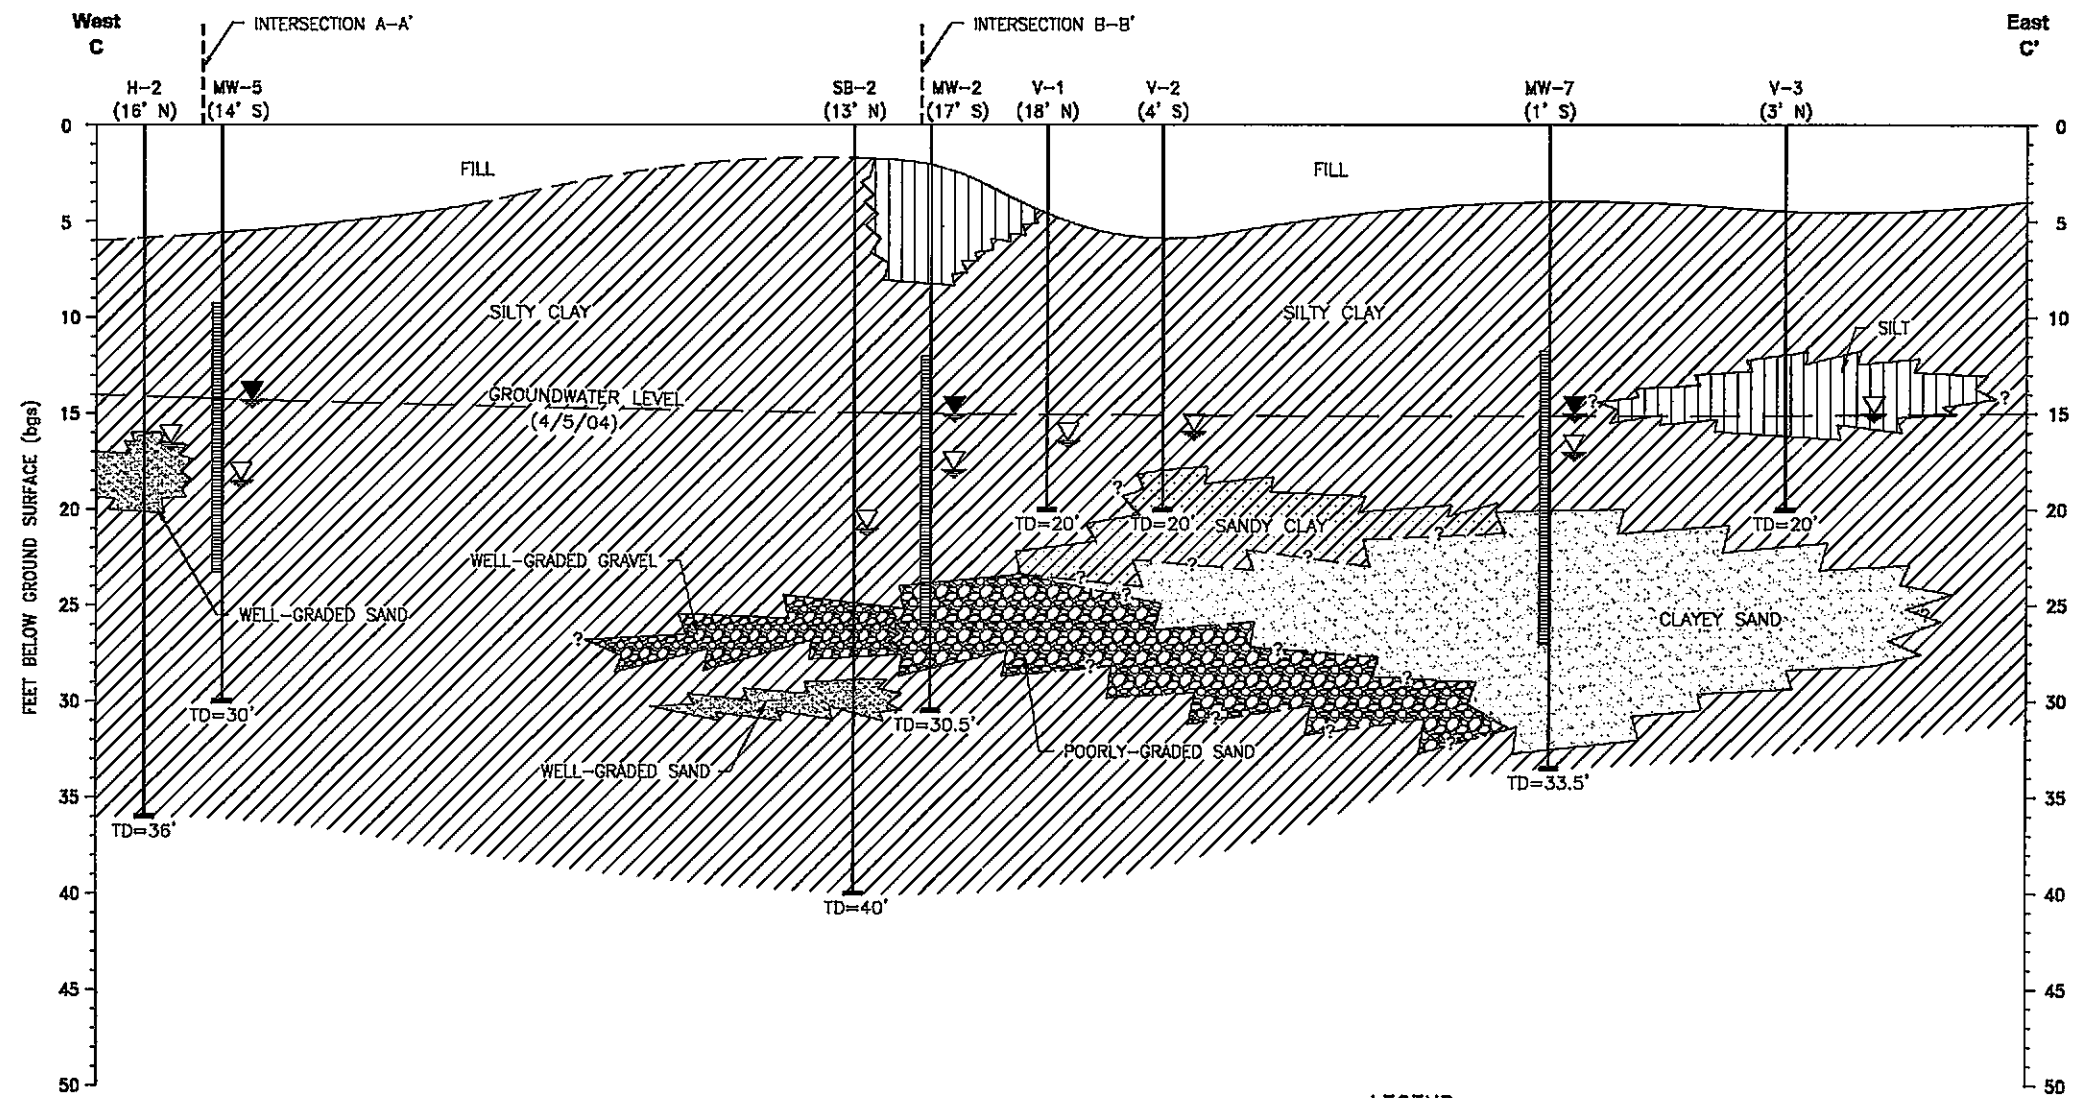 West
C
INTERSECTION A-A'
INTERSECTION B-B'
East
C'
H-2
(16' N)
MW-5
(14' S)
SB-2
(13' N)
MW-2
(17' S)
V-1
(18' N)
V-2
(4' S)
MW-7
(1' S)
V-3
(3' N)
0
5
10
15
20
25
30
35
40
45
50
FEET BELOW GROUND SURFACE (bgs)
0
5
10
15
20
25
30
35
40
45
50
FILL
FILL
SILTY CLAY
SILTY CLAY
SILT
GROUNDWATER LEVEL
(4/5/04)
?
?
?
TD=20'
TD=20'
SANDY CLAY
TD=20'
?
?
?
?
?
WELL-GRADED GRAVEL
WELL-GRADED SAND
CLAYEY SAND
?
?
?
?
?
TD=30'
TD=30.5'
?
?
?
WELL-GRADED SAND
POORLY-GRADED SAND
TD=33.5'
TD=36'
TD=40'